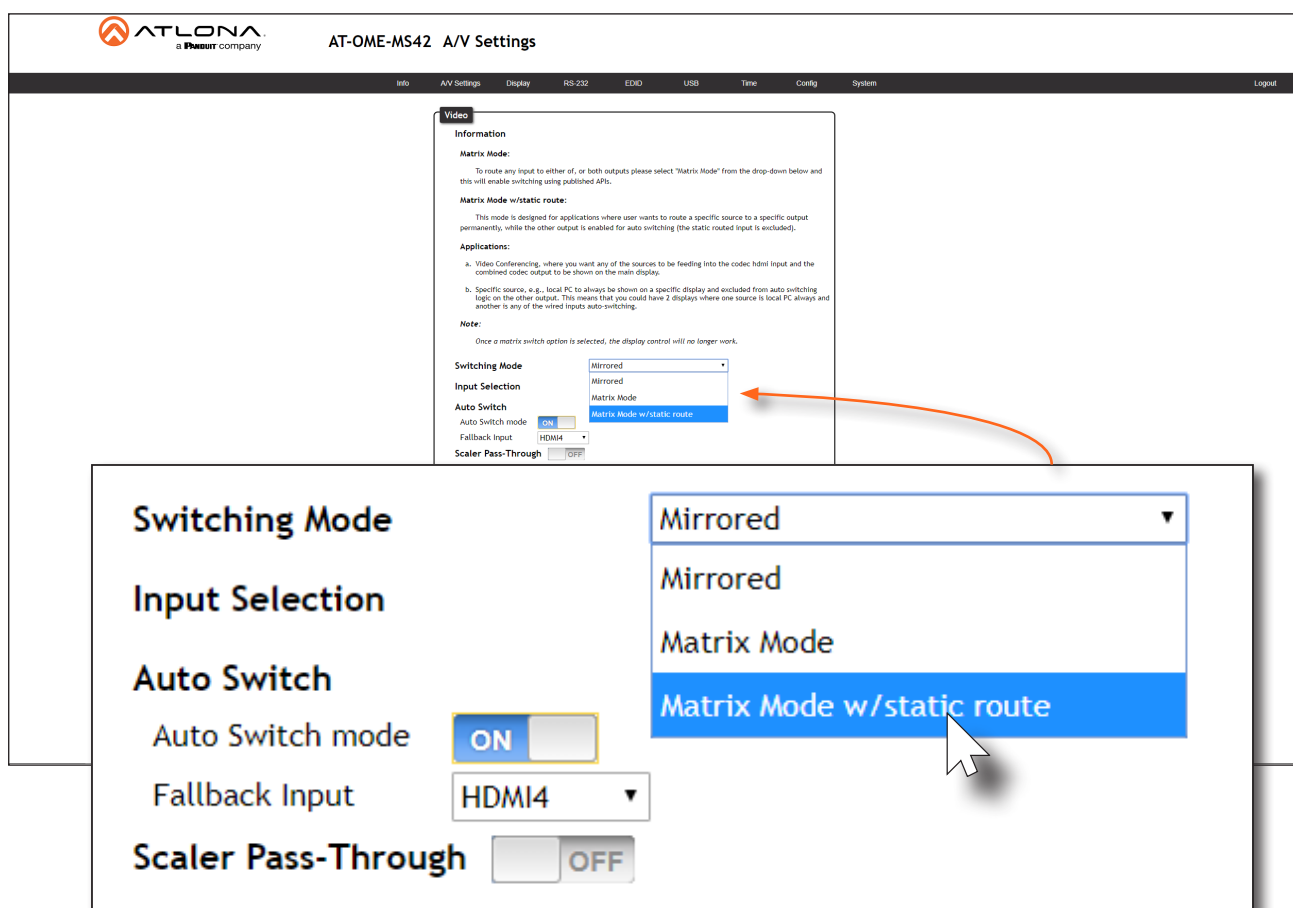 ATLONA.
a PANDUIT company
AT-OME-MS42 A/V Settings
Info A/V Settings Display RS-232 EDID USB Time Config System Logout
Video
Information
Matrix Mode:
To route any input to either of, or both outputs please select "Matrix Mode" from the drop-down below and
this will enable switching using published APIs.
Matrix Mode w/static route:
This mode is designed for applications where user wants to route a specific source to a specific output
permanently, while the other output is enabled for auto switching (the static routed input is excluded).
Applications:
a. Video Conferencing, where you want any of the sources to be feeding into the codec hdmi input and the
combined codec output to be shown on the main display.
b. Specific source, e.g., local PC to always be shown on a specific display and excluded from auto switching
logic on the other output. This means that you could have 2 displays where one source is local PC always and
another is any of the wired inputs auto-switching.
Note:
Once a matrix switch option is selected, the display control will no longer work.
Switching Mode Mirrored
Mirrored
Input Selection
Matrix Mode
Auto Switch
Matrix Mode w/static route
Auto Switch mode ON
Fallback Input HDMI4
Scaler Pass-Through OFF
Switching Mode Mirrored
Mirrored
Input Selection
Matrix Mode
Auto Switch
Matrix Mode w/static route
Auto Switch mode ON
Fallback Input HDMI4
Scaler Pass-Through OFF